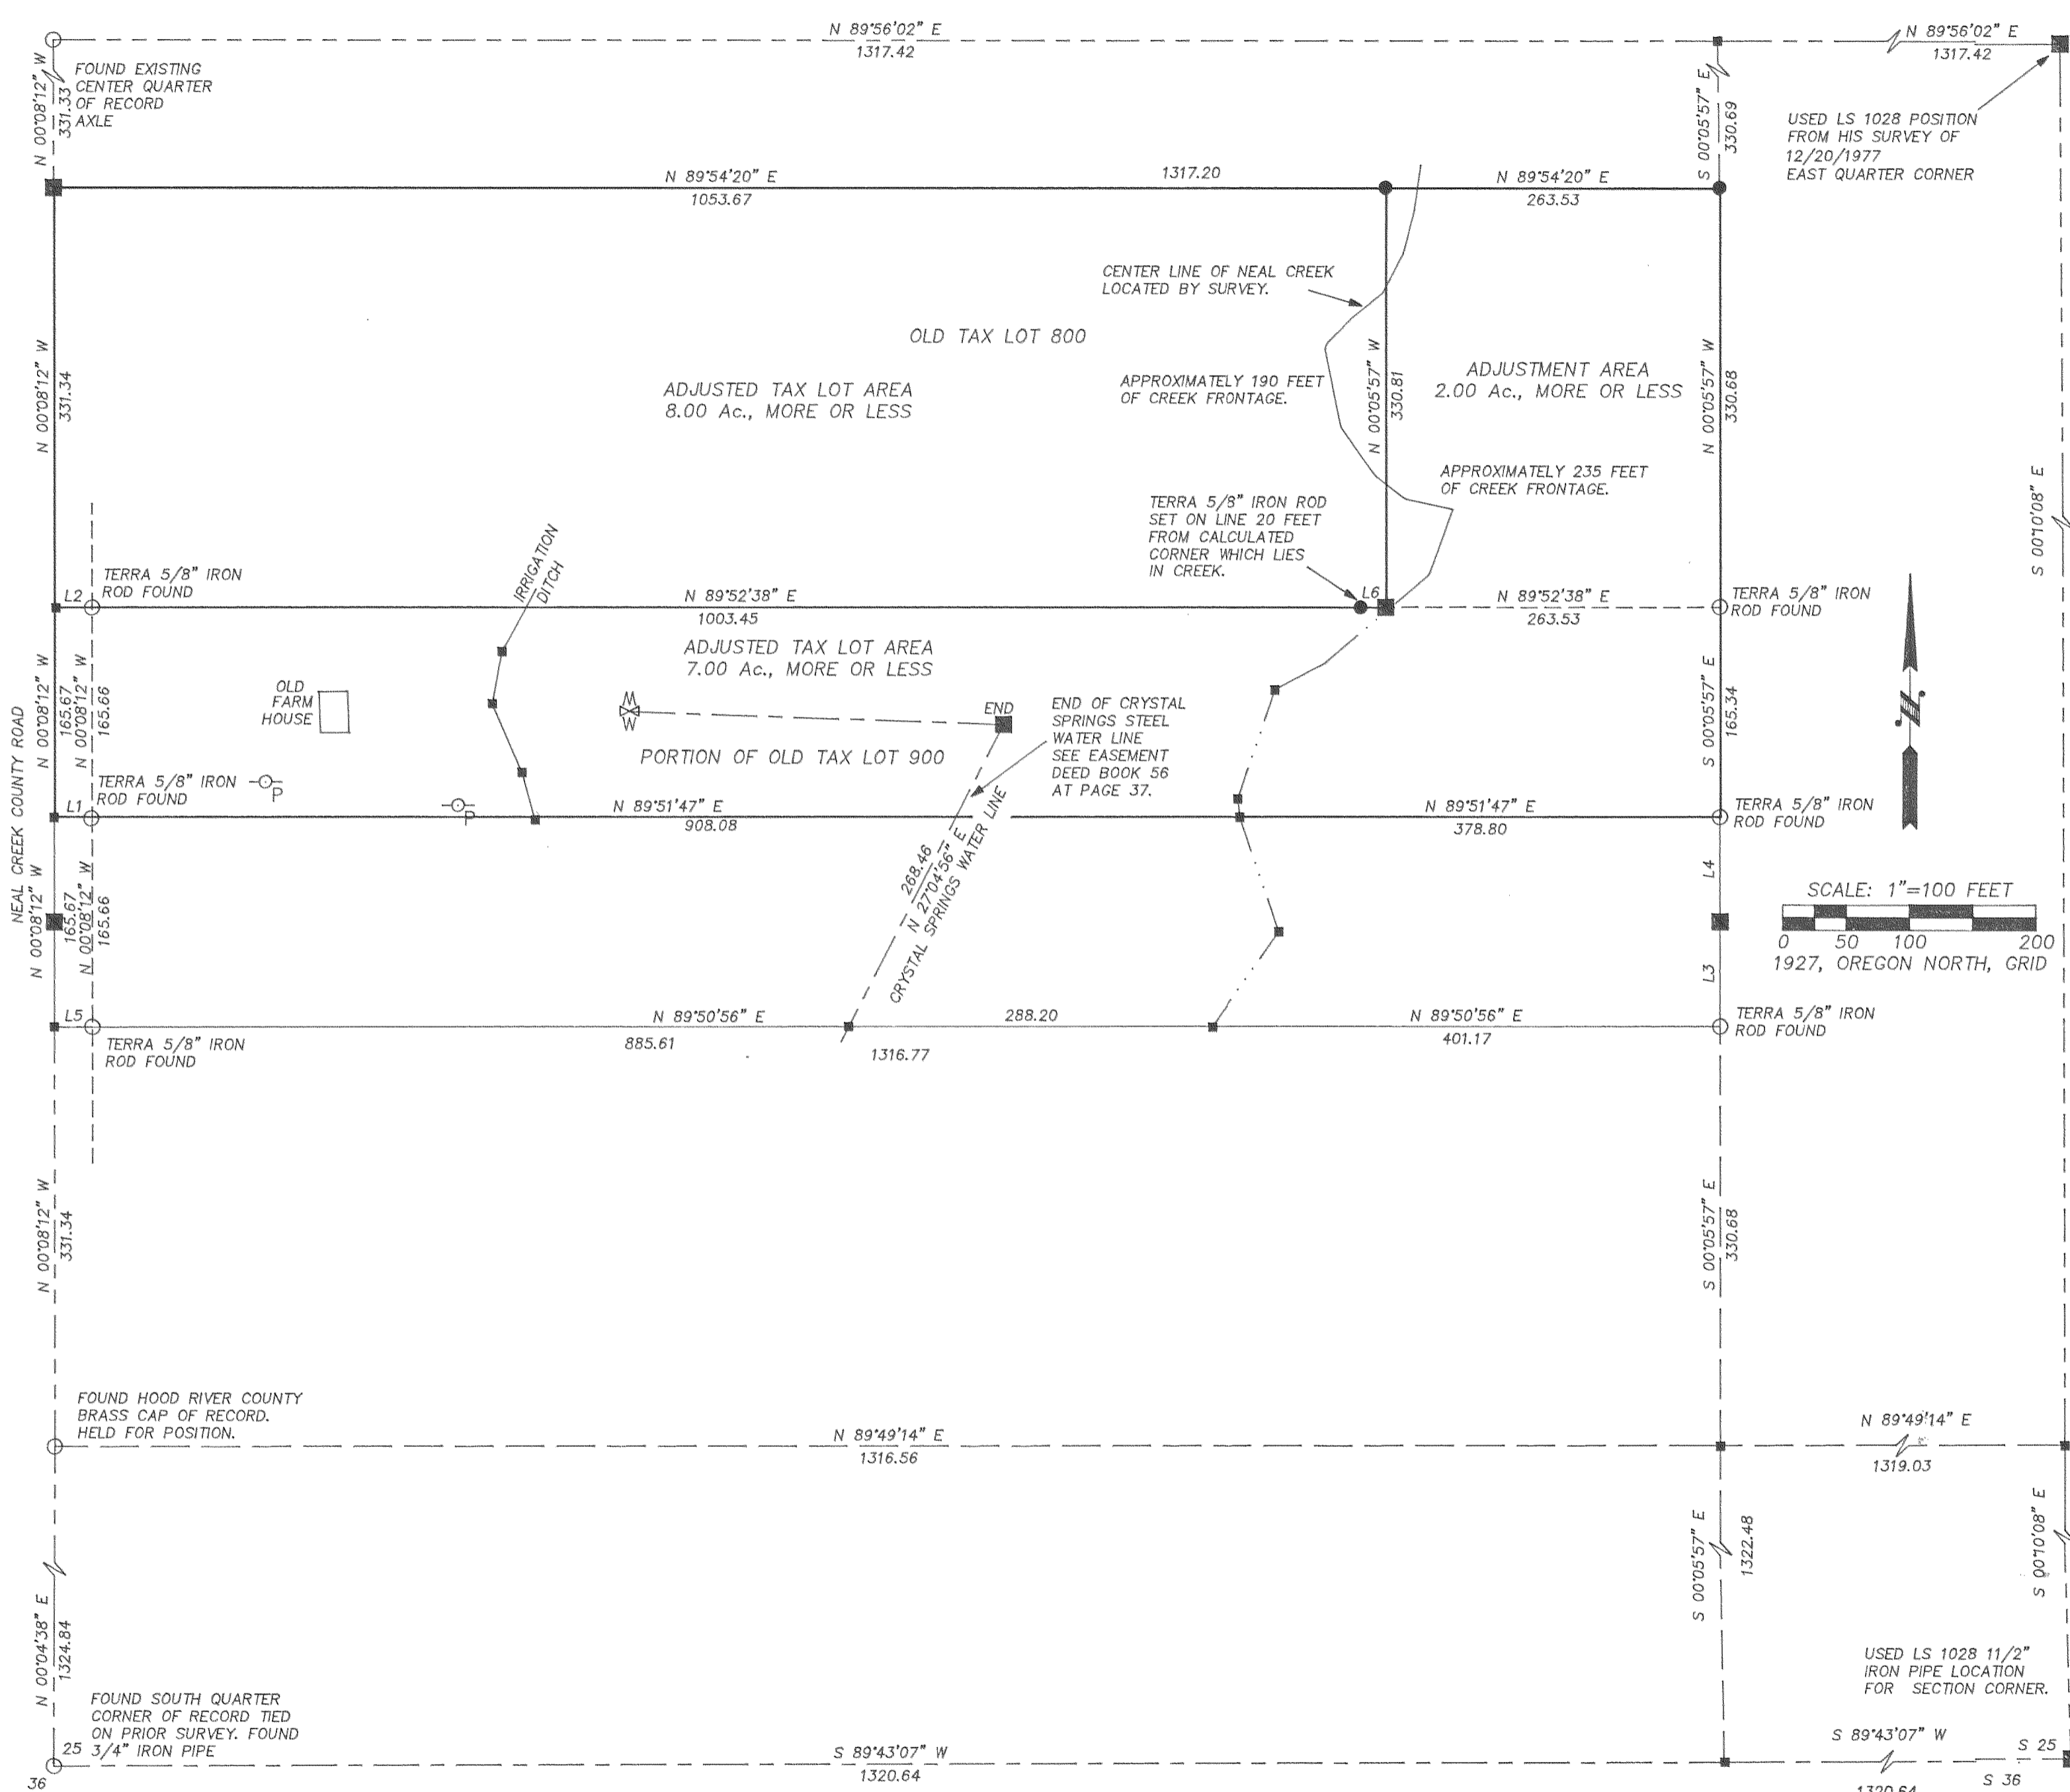 N 89°56'02" E
1317.42
N 89°56'02" E
1317.42
N 00°08'12" W
331.33
FOUND EXISTING
CENTER QUARTER
OF RECORD
AXLE
S 00°05'57" E
330.69
USED LS 1028 POSITION
FROM HIS SURVEY OF
12/20/1977
EAST QUARTER CORNER
N 89°54'20" E
1053.67
1317.20
N 89°54'20" E
263.53
CENTER LINE OF NEAL CREEK
LOCATED BY SURVEY.
OLD TAX LOT 800
ADJUSTED TAX LOT AREA
8.00 Ac., MORE OR LESS
N 00°08'12" W
331.34
APPROXIMATELY 190 FEET
OF CREEK FRONTAGE.
N 00°05'57" W
330.81
ADJUSTMENT AREA
2.00 Ac., MORE OR LESS
N 00°05'57" W
330.68
APPROXIMATELY 235 FEET
OF CREEK FRONTAGE.
S 00°10'08" E
TERRA 5/8" IRON ROD
SET ON LINE 20 FEET
FROM CALCULATED
CORNER WHICH LIES
IN CREEK.
IRRIGATION
DITCH
TERRA 5/8" IRON
ROD FOUND
L2
N 89°52'38" E
1003.45
L6
N 89°52'38" E
263.53
TERRA 5/8" IRON
ROD FOUND
ADJUSTED TAX LOT AREA
7.00 Ac., MORE OR LESS
N 00°08'12" W
165.67
N 00°08'12" W
165.66
OLD
FARM
HOUSE
M
W
END
END OF CRYSTAL
SPRINGS STEEL
WATER LINE
SEE EASEMENT
DEED BOOK 56
AT PAGE 37.
PORTION OF OLD TAX LOT 900
S 00°05'57" E
165.34
N
TERRA 5/8" IRON
ROD FOUND
P
P
L1
N 89°51'47" E
908.08
N 89°51'47" E
378.80
TERRA 5/8" IRON
ROD FOUND
NEAL CREEK COUNTY ROAD
N 00°08'12" W
165.67
N 00°08'12" W
165.66
268.46
N 27°04'56" E
CRYSTAL SPRINGS WATER LINE
L4
L3
SCALE: 1"=100 FEET
0 50 100 200
1927, OREGON NORTH, GRID
L5
N 89°50'56" E
885.61
288.20
1316.77
N 89°50'56" E
401.17
TERRA 5/8" IRON
ROD FOUND
TERRA 5/8" IRON
ROD FOUND
N 00°08'12" W
331.34
S 00°05'57" E
330.68
FOUND HOOD RIVER COUNTY
BRASS CAP OF RECORD.
HELD FOR POSITION.
N 89°49'14" E
1316.56
N 89°49'14" E
1319.03
N 00°04'38" E
1324.84
S 00°05'57" E
1322.48
S 00°10'08" E
FOUND SOUTH QUARTER
CORNER OF RECORD TIED
ON PRIOR SURVEY. FOUND
3/4" IRON PIPE
25
36
S 89°43'07" W
1320.64
USED LS 1028 11/2"
IRON PIPE LOCATION
FOR SECTION CORNER.
S 89°43'07" W
1320.64
S 25
S 36